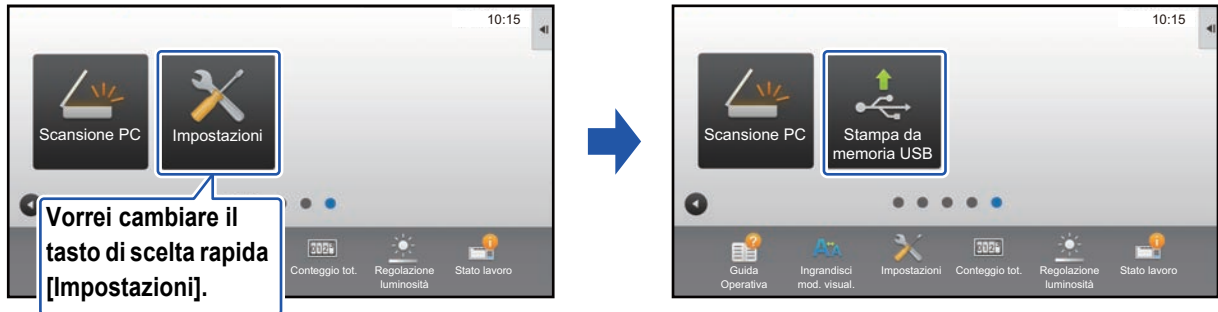 10:15
Scansione PC
Impostazioni
Vorrei cambiare il
tasto di scelta rapida
[Impostazioni].
Conteggio tot.
Regolazione
luminosità
Stato lavoro
10:15
Scansione PC
Stampa da
memoria USB
Guida
Operativa
Ingrandisci
mod. visual.
Impostazioni
Conteggio tot.
Regolazione
luminosità
Stato lavoro